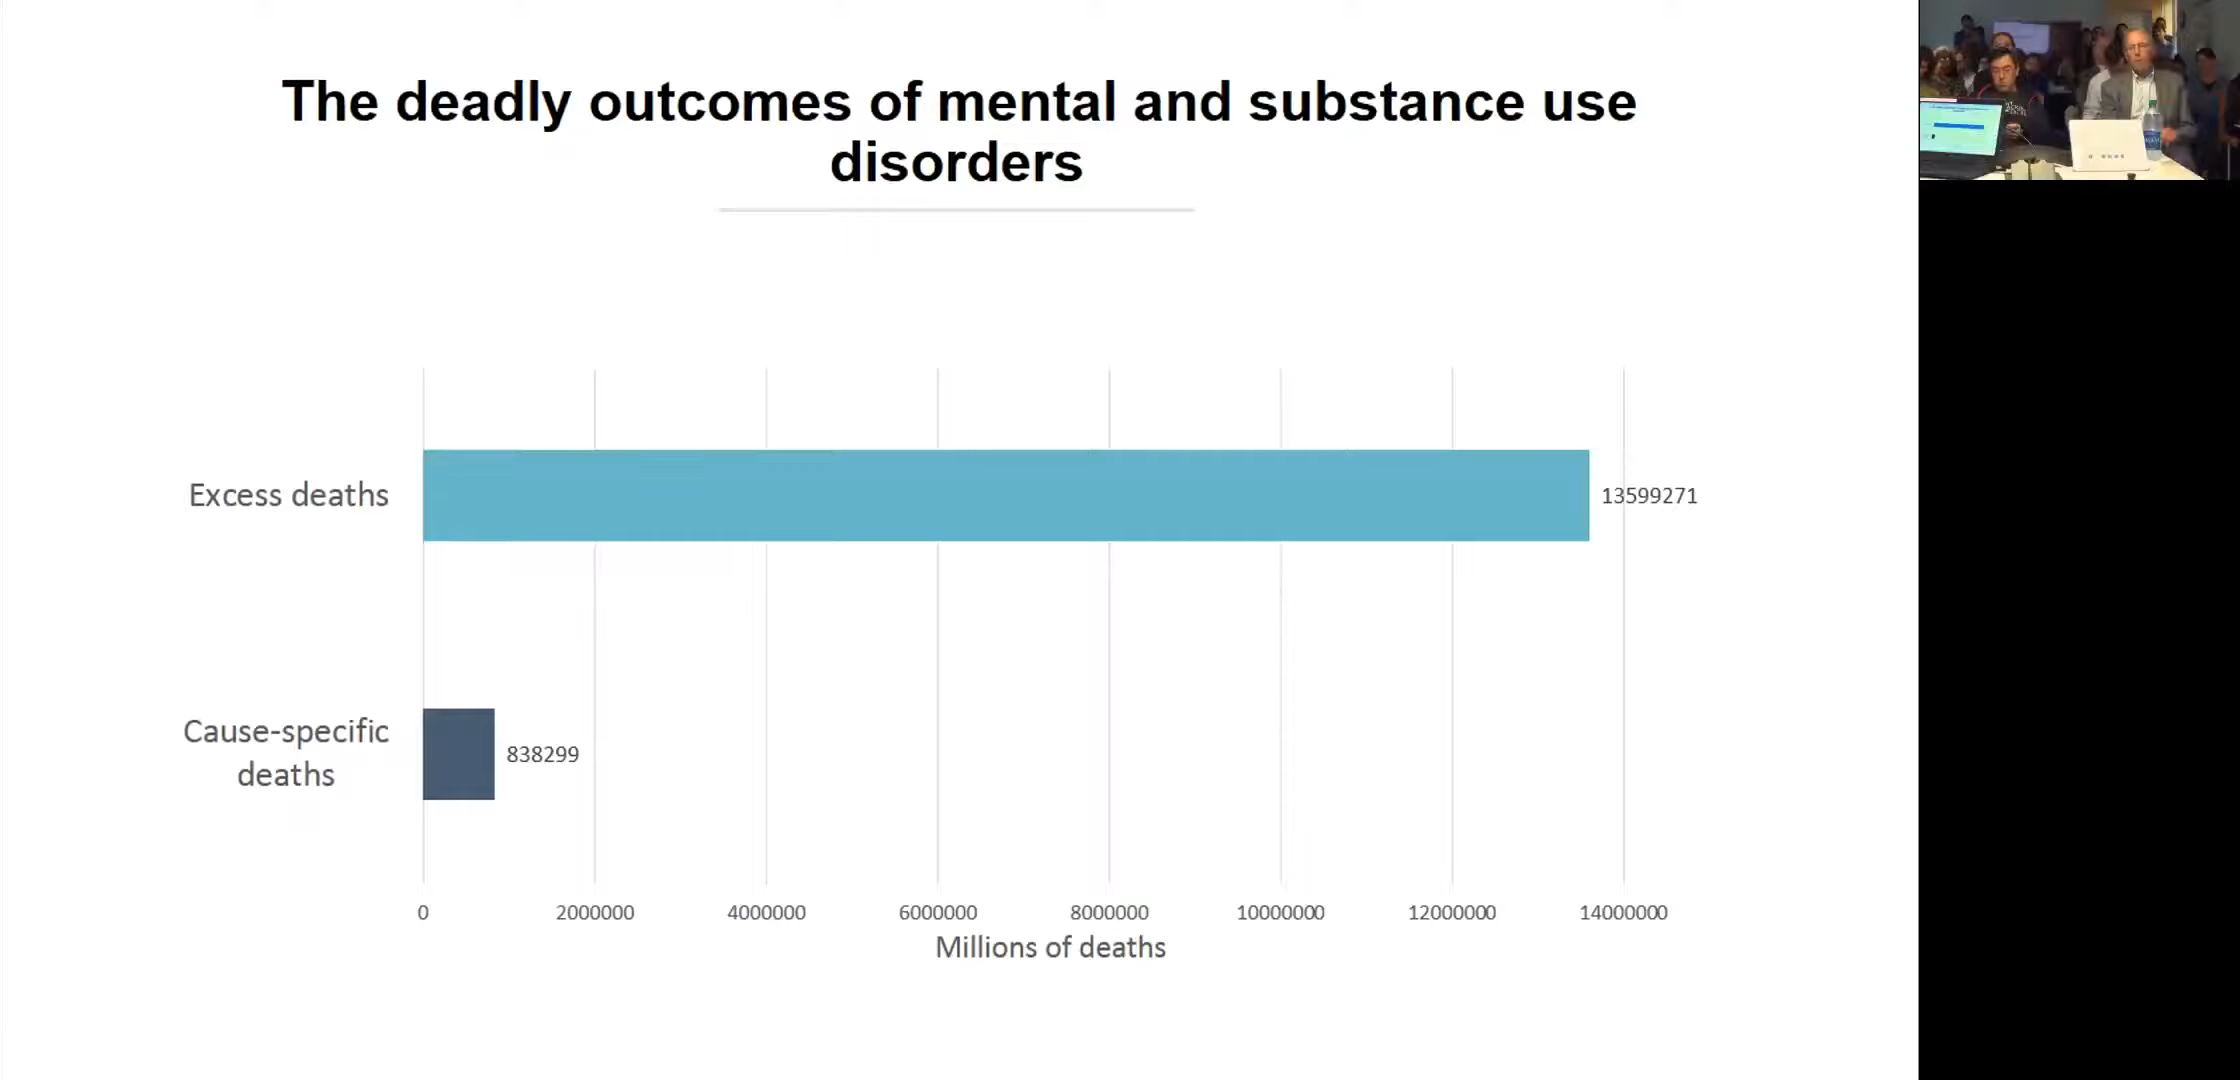 The deadly outcomes of mental and substance use
disorders
Excess deaths
13599271
Cause-specific
deaths
838299
0 2000000 4000000 6000000 8000000 10000000 12000000 14000000
Millions of deaths